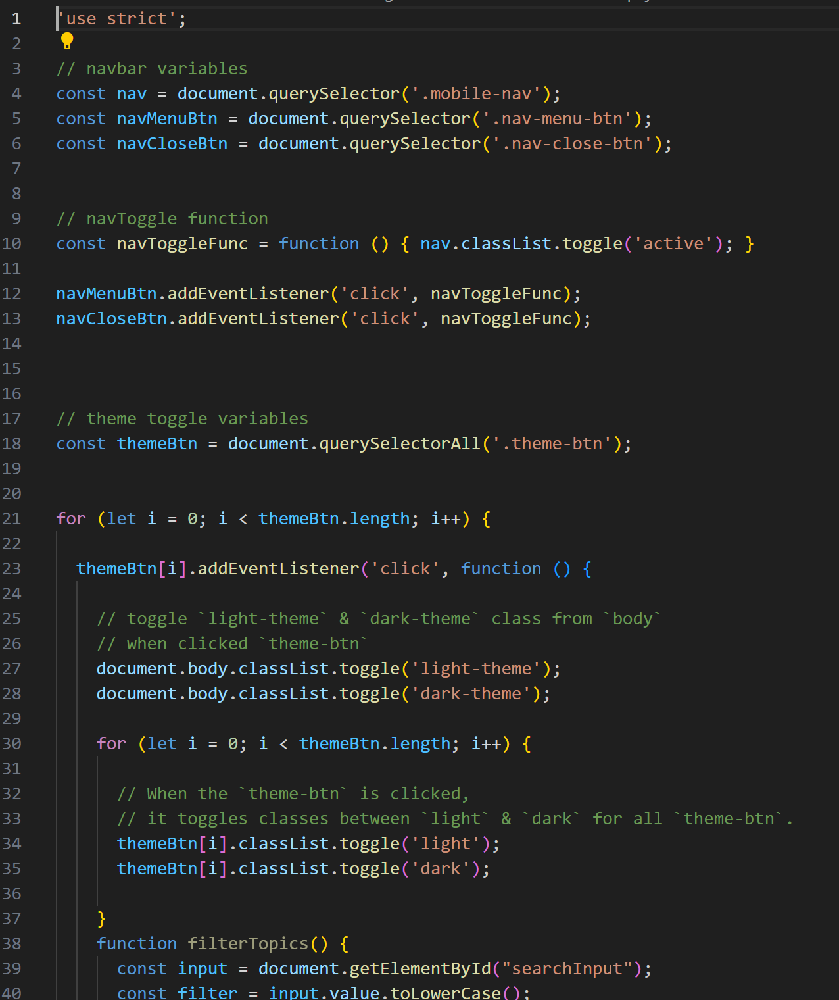 1 'use strict';
2
3 // navbar variables
4 const nav = document.querySelector('.mobile-nav');
5 const navMenuBtn = document.querySelector('.nav-menu-btn');
6 const navCloseBtn = document.querySelector('.nav-close-btn');
7
8
9 // navToggle function
10 const navToggleFunc = function () { nav.classList.toggle('active'); }
11
12 navMenuBtn.addEventListener('click', navToggleFunc);
13 navCloseBtn.addEventListener('click', navToggleFunc);
14
15
16
17 // theme toggle variables
18 const themeBtn = document.querySelectorAll('.theme-btn');
19
20
21 for (let i = 0; i < themeBtn.length; i++) {
22
23 themeBtn[i].addEventListener('click', function () {
24
25 // toggle `light-theme` & `dark-theme` class from `body`
26 // when clicked `theme-btn`
27 document.body.classList.toggle('light-theme');
28 document.body.classList.toggle('dark-theme');
29
30 for (let i = 0; i < themeBtn.length; i++) {
31
32 // When the `theme-btn` is clicked,
33 // it toggles classes between `light` & `dark` for all `theme-btn`.
34 themeBtn[i].classList.toggle('light');
35 themeBtn[i].classList.toggle('dark');
36
37 }
38 function filterTopics() {
39 const input = document.getElementById("searchInput");
40 const filter = input.value.toLowerCase();